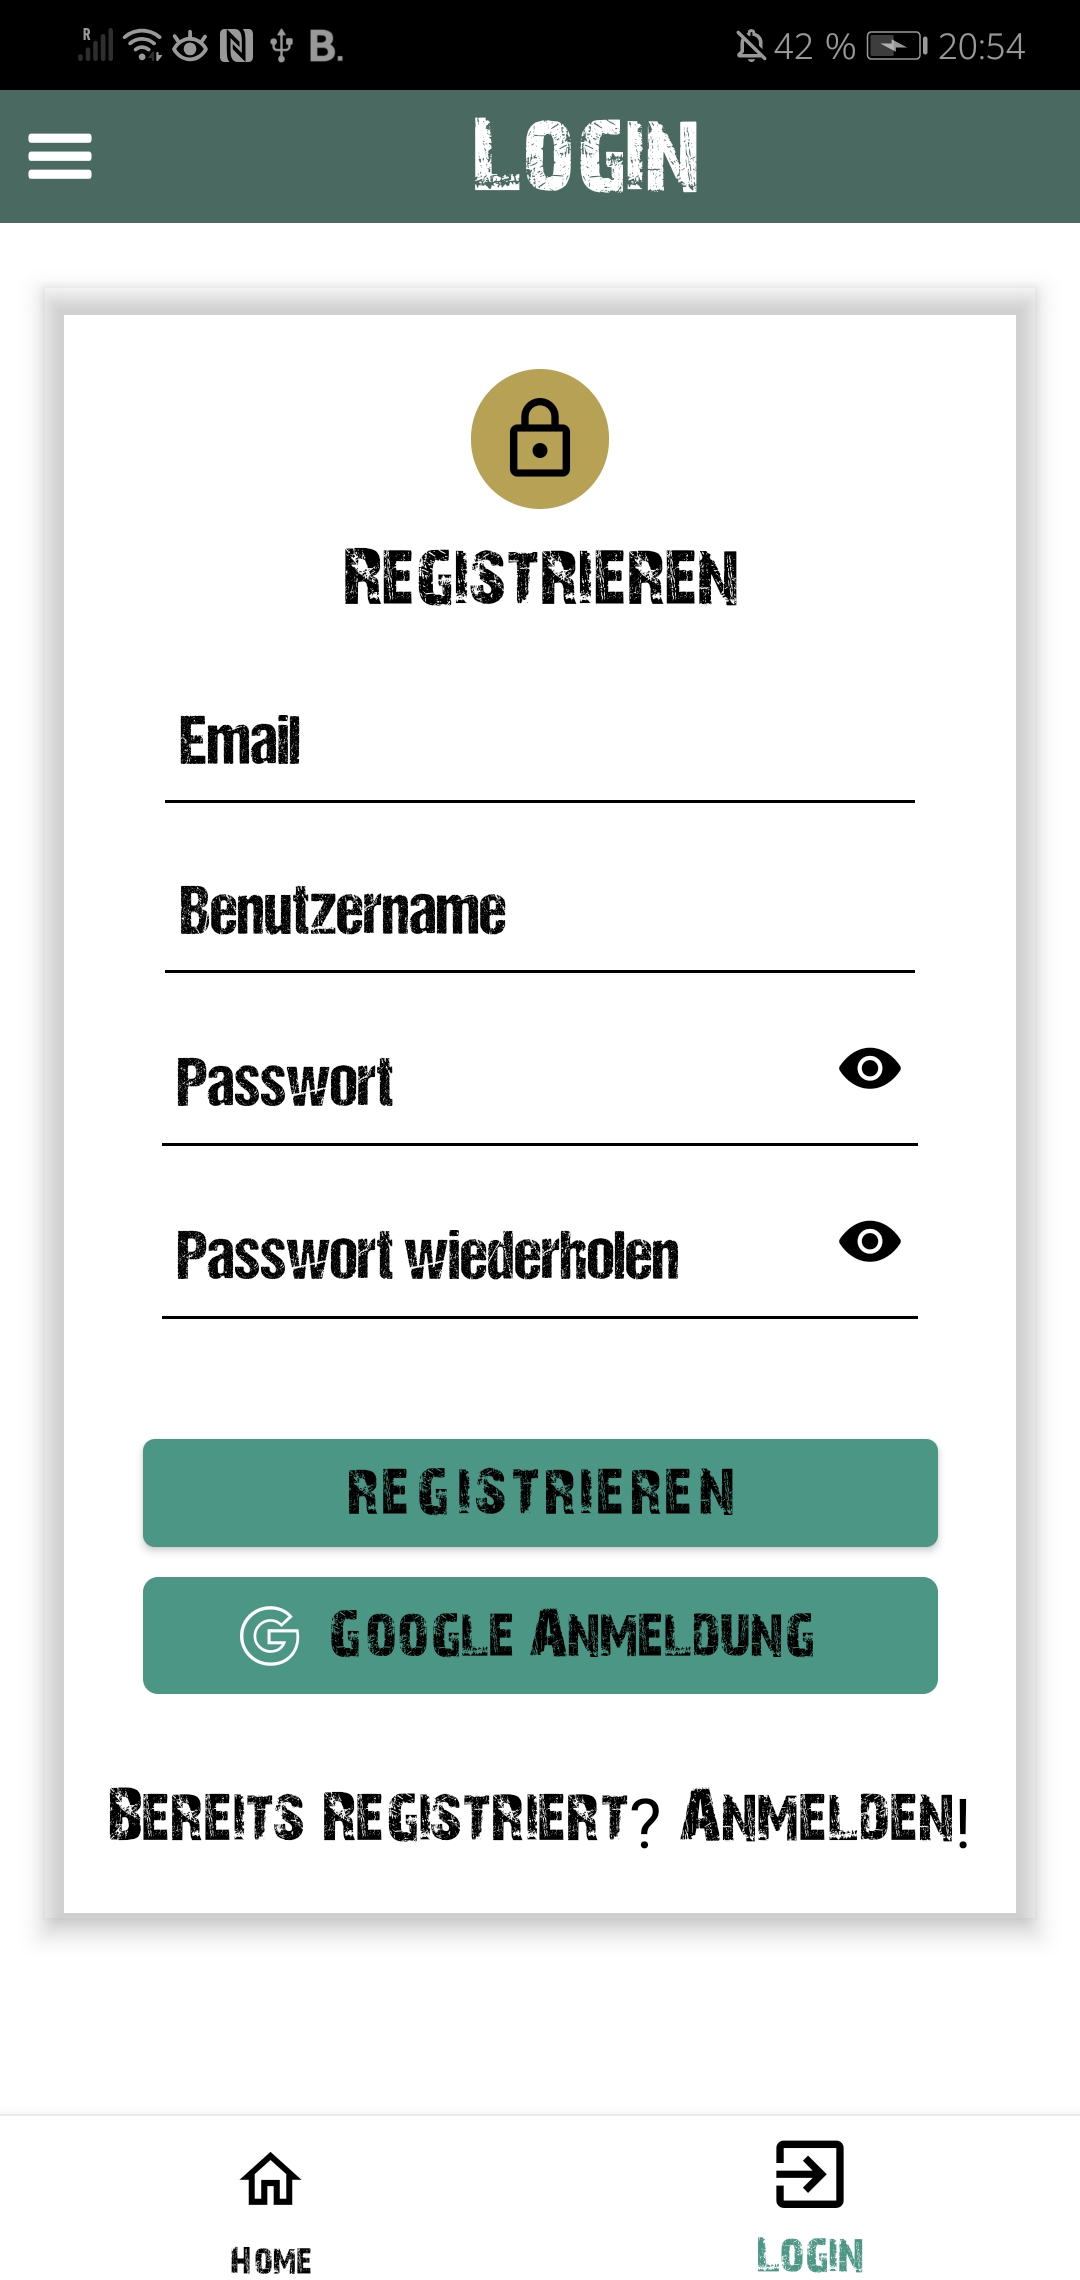 R B. 42 % 20:54
Login
Registrieren
Email
Benutzername
Passwort
Passwort wiederholen
REGISTRIEREN
Google Anmeldung
Bereits Registriert? Anmelden!
Home
Login